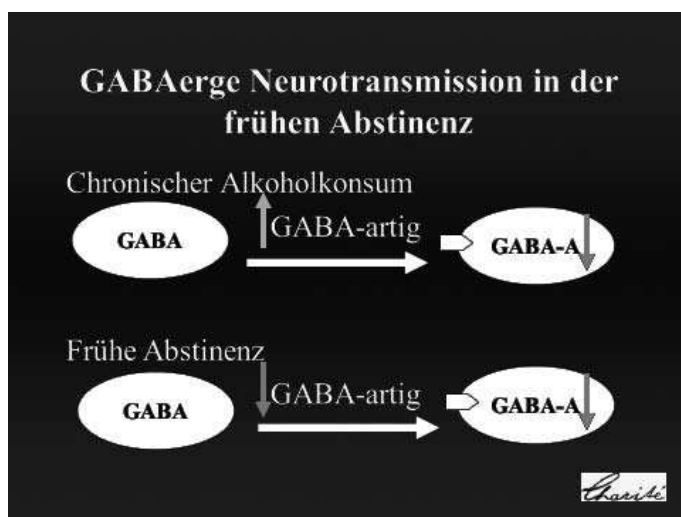 GABAerge Neurotransmission in der
frühen Abstinenz
Chronischer Alkoholkonsum
GABA
GABA-artig
GABA-A
Frühe Abstinenz
GABA
GABA-artig
GABA-A
Charité